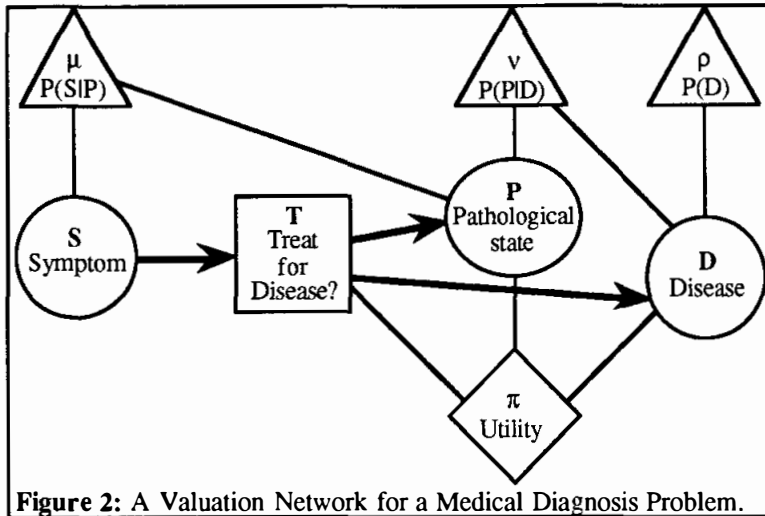 μ
P(S|P)
ν
P(P|D)
ρ
P(D)
S
Symptom
T
Treat
for
Disease?
P
Pathological
state
D
Disease
π
Utility
Figure 2: A Valuation Network for a Medical Diagnosis Problem.